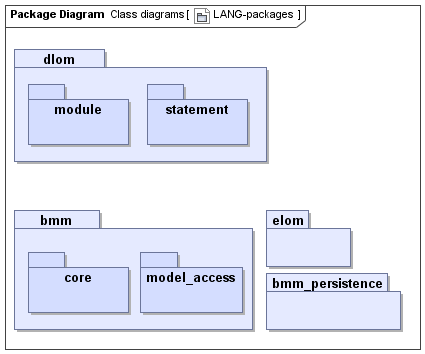 Package Diagram Class diagrams[ LANG-packages ]
dlom
module statement
bmm elom
core model_access bmm_persistence